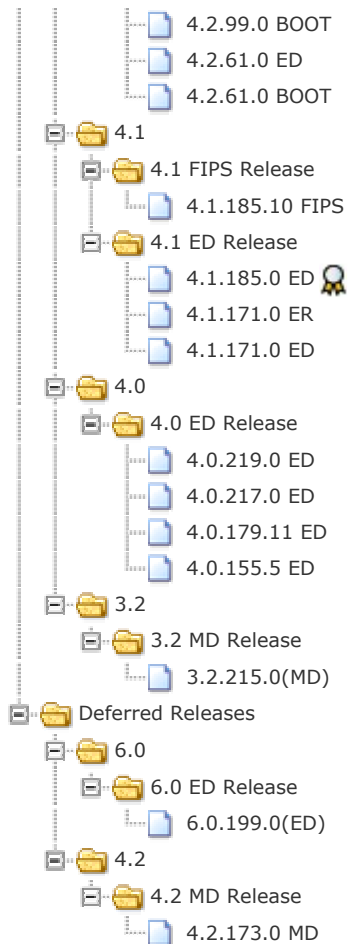 4.2.99.0 BOOT
4.2.61.0 ED
4.2.61.0 BOOT
4.1
4.1 FIPS Release
4.1.185.10 FIPS
4.1 ED Release
4.1.185.0 ED
4.1.171.0 ER
4.1.171.0 ED
4.0
4.0 ED Release
4.0.219.0 ED
4.0.217.0 ED
4.0.179.11 ED
4.0.155.5 ED
3.2
3.2 MD Release
3.2.215.0(MD)
Deferred Releases
6.0
6.0 ED Release
6.0.199.0(ED)
4.2
4.2 MD Release
4.2.173.0 MD